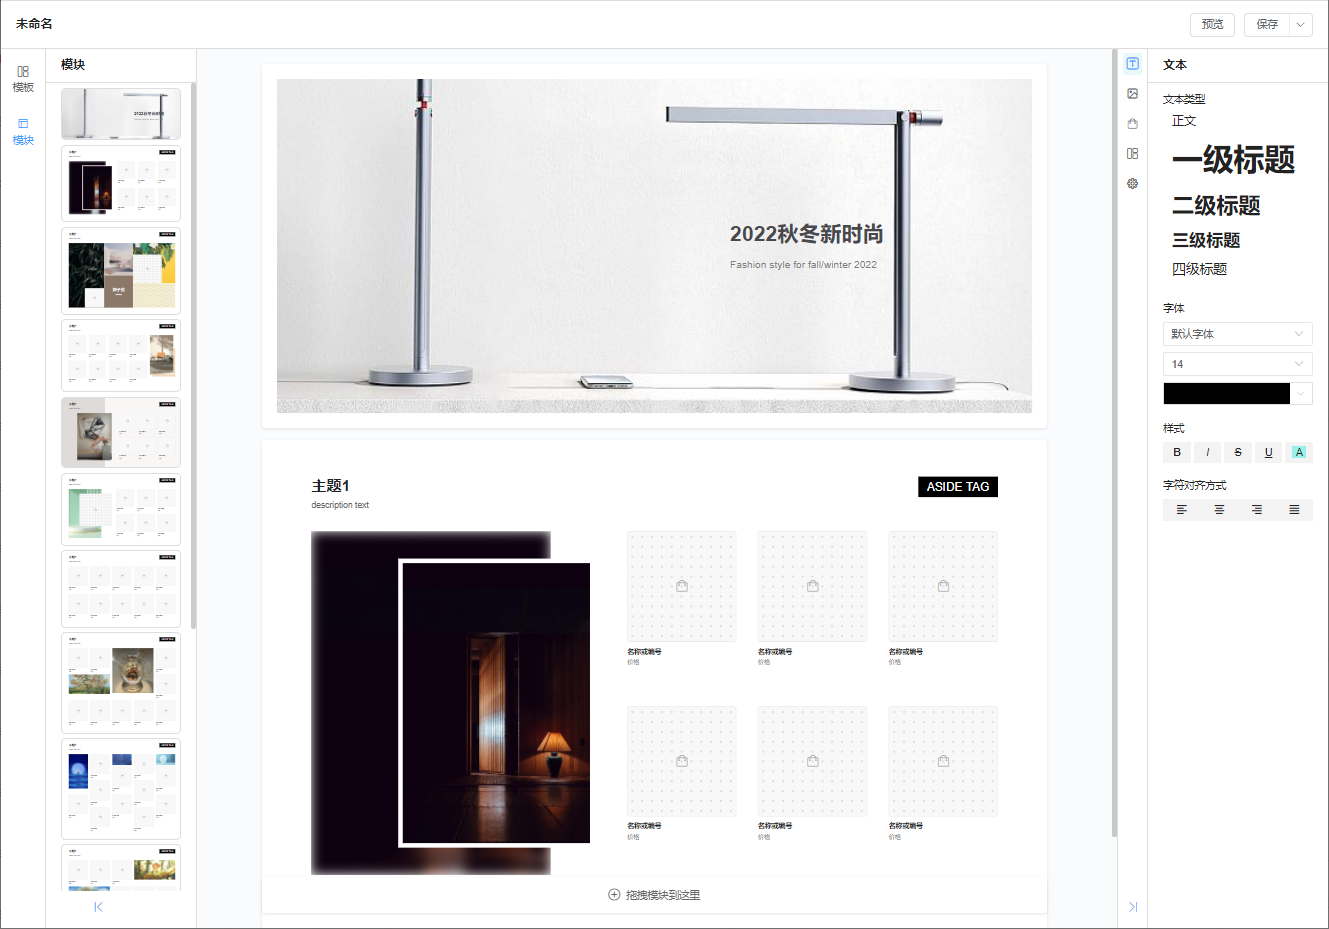 未命名
预览
保存
模板
模块
模块
2022秋冬新时尚
Fashion style for fall/winter 2022
主题1
description text
ASIDE TAG
名称或编号
价格
名称或编号
价格
名称或编号
价格
名称或编号
价格
名称或编号
价格
名称或编号
价格
拖拽模块到这里
文本
文本类型
正文
一级标题
二级标题
三级标题
四级标题
字体
默认字体
14
样式
B I S U A
字符对齐方式